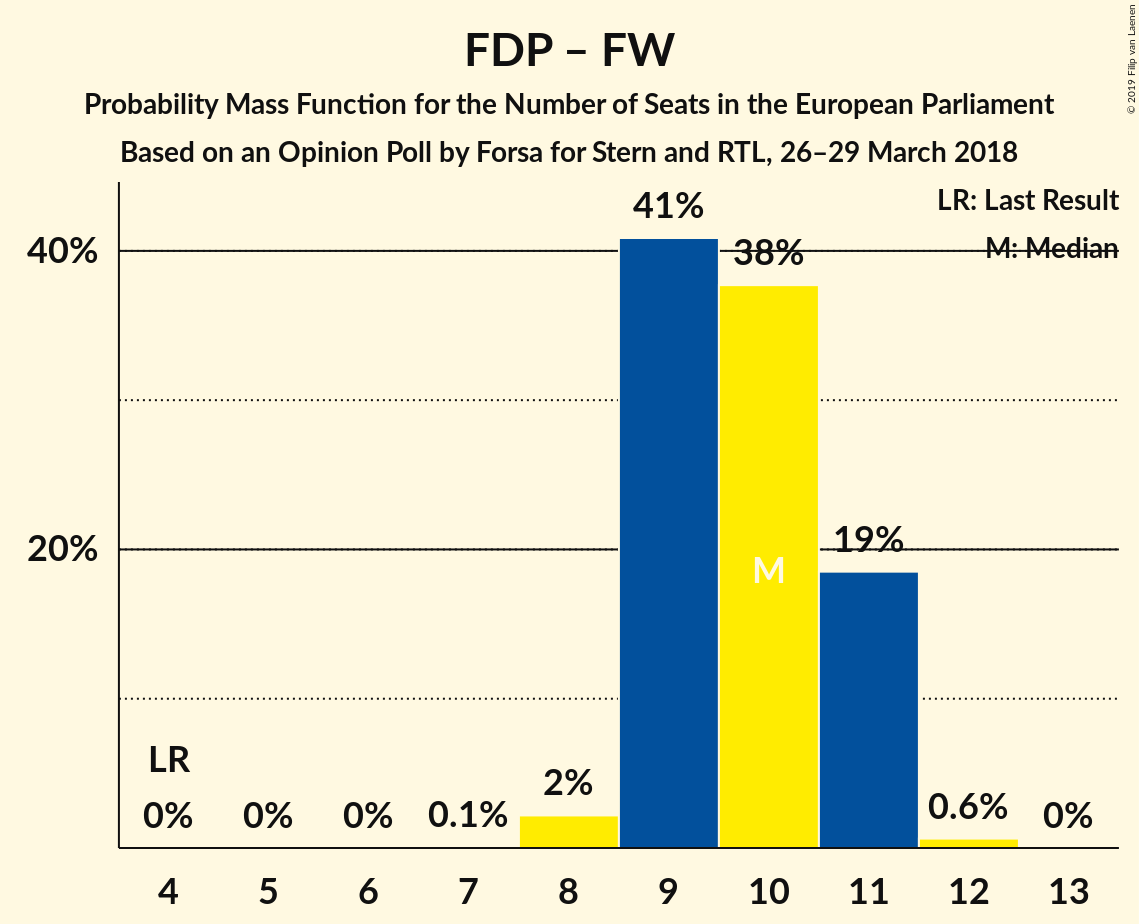 FDP – FW
Probability Mass Function for the Number of Seats in the European Parliament
Based on an Opinion Poll by Forsa for Stern and RTL, 26–29 March 2018
© 2019 Filip van Laenen
LR: Last Result
M: Median
40%
20%
LR
0%
0%
0%
0.1%
2%
41%
38%
M
19%
0.6%
0%
4 5 6 7 8 9 10 11 12 13